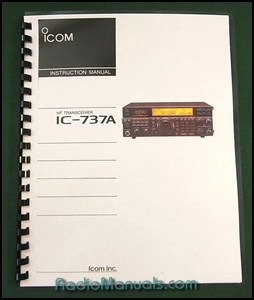 ICOM
INSTRUCTION MANUAL
HF TRANSCEIVER
IC-737A
Icom Inc.
RadioManuals.com